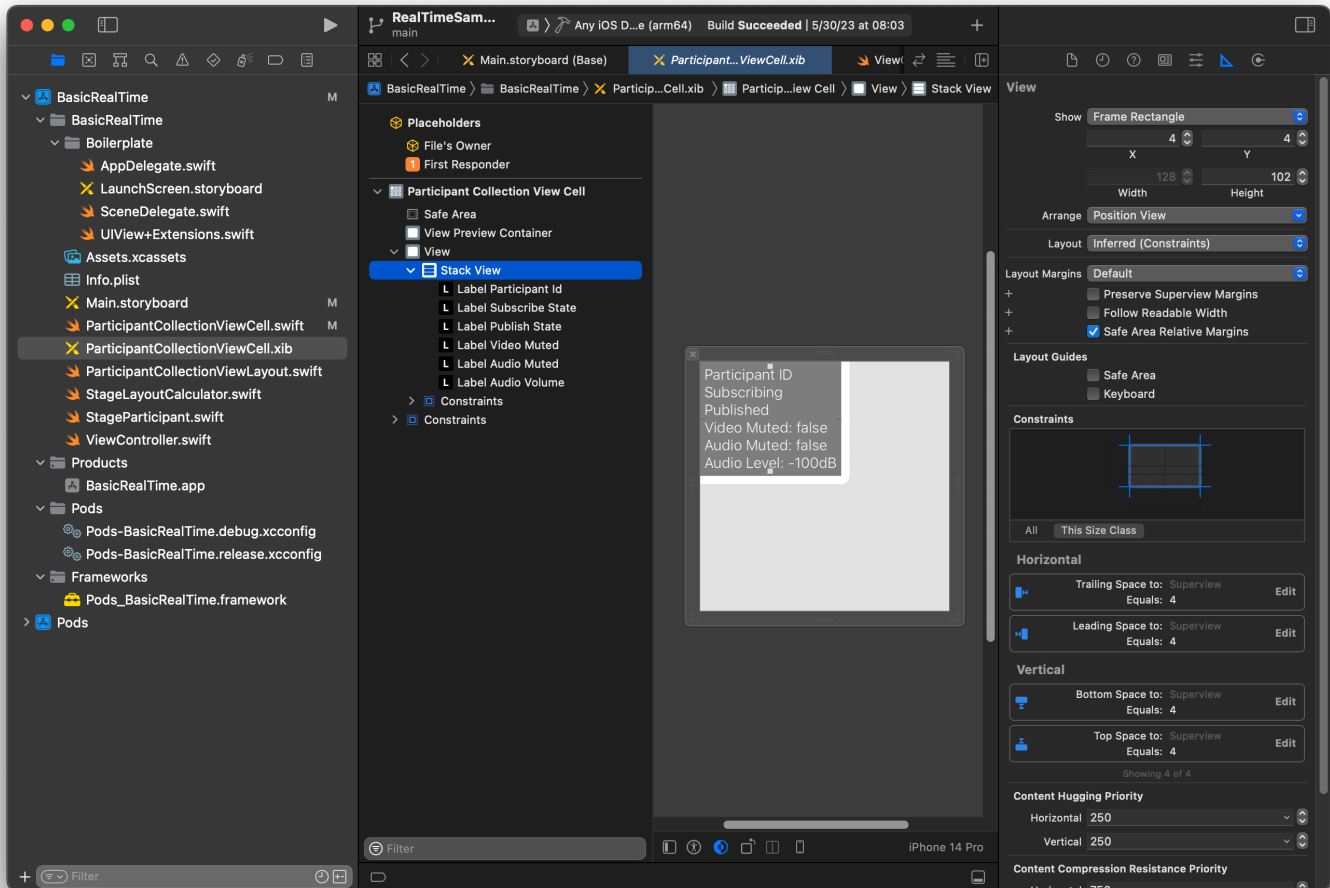 RealTimeSam...
main
Any iOS D...e (arm64)
Build Succeeded | 5/30/23 at 08:03
BasicRealTime
M
BasicRealTime
Boilerplate
AppDelegate.swift
LaunchScreen.storyboard
SceneDelegate.swift
UIView+Extensions.swift
Assets.xcassets
Info.plist
Main.storyboard
M
ParticipantCollectionViewCell.swift
M
ParticipantCollectionViewCell.xib
ParticipantCollectionViewLayout.swift
StageLayoutCalculator.swift
StageParticipant.swift
ViewController.swift
Products
BasicRealTime.app
Pods
Pods-BasicRealTime.debug.xcconfig
Pods-BasicRealTime.release.xcconfig
Frameworks
Pods_BasicRealTime.framework
Pods
Filter
Main.storyboard (Base)
Participant...ViewCell.xib
View
BasicRealTime
BasicRealTime
Particip...Cell.xib
Particip...iew Cell
View
Stack View
Placeholders
File's Owner
1 First Responder
Participant Collection View Cell
Safe Area
View Preview Container
View
Stack View
L Label Participant Id
L Label Subscribe State
L Label Publish State
L Label Video Muted
L Label Audio Muted
L Label Audio Volume
Constraints
Constraints
Filter
Participant ID
Subscribing
Published
Video Muted: false
Audio Muted: false
Audio Level: -100dB
iPhone 14 Pro
View
Show Frame Rectangle
4 4
X Y
128 102
Width Height
Arrange Position View
Layout Inferred (Constraints)
Layout Margins Default
Preserve Superview Margins
Follow Readable Width
Safe Area Relative Margins
Layout Guides
Safe Area
Keyboard
Constraints
All This Size Class
Horizontal
Trailing Space to: Superview
Equals: 4
Edit
Leading Space to: Superview
Equals: 4
Edit
Vertical
Bottom Space to: Superview
Equals: 4
Edit
Top Space to: Superview
Equals: 4
Edit
Showing 4 of 4
Content Hugging Priority
Horizontal 250
Vertical 250
Content Compression Resistance Priority